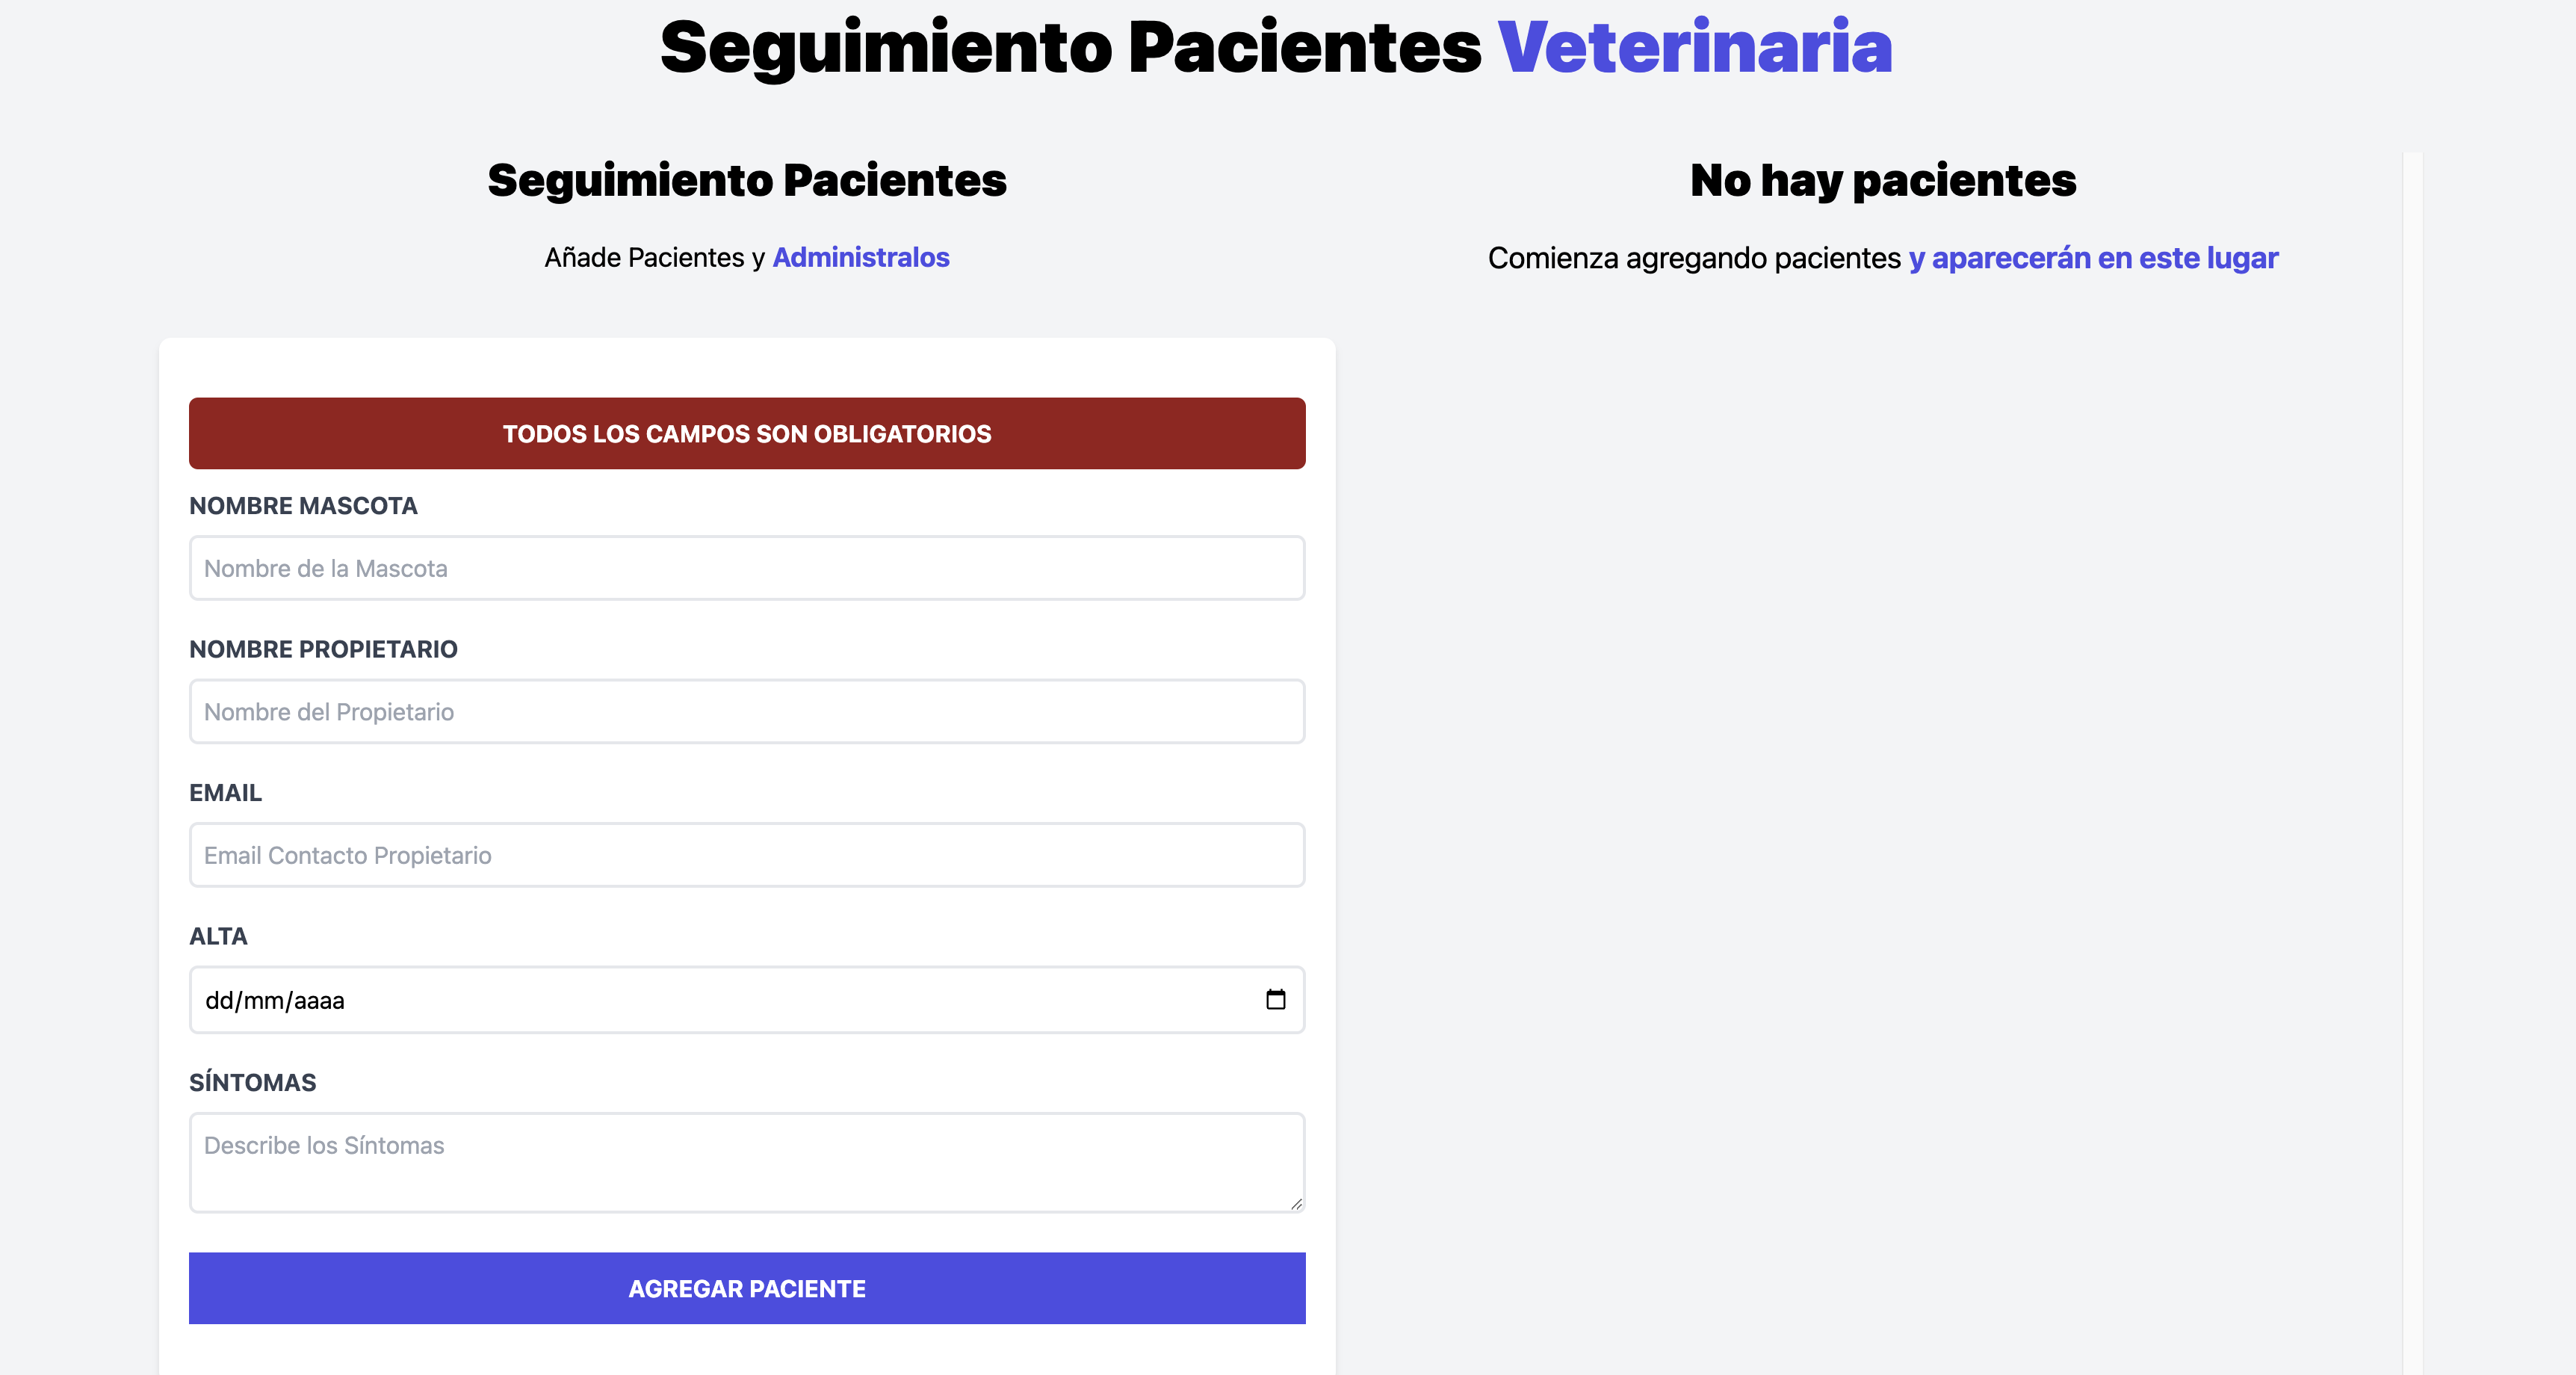 Seguimiento Pacientes Veterinaria
Seguimiento Pacientes
Añade Pacientes y Administralos
TODOS LOS CAMPOS SON OBLIGATORIOS
NOMBRE MASCOTA
Nombre de la Mascota
NOMBRE PROPIETARIO
Nombre del Propietario
EMAIL
Email Contacto Propietario
ALTA
dd/mm/aaaa
SÍNTOMAS
Describe los Síntomas
AGREGAR PACIENTE
No hay pacientes
Comienza agregando pacientes y aparecerán en este lugar